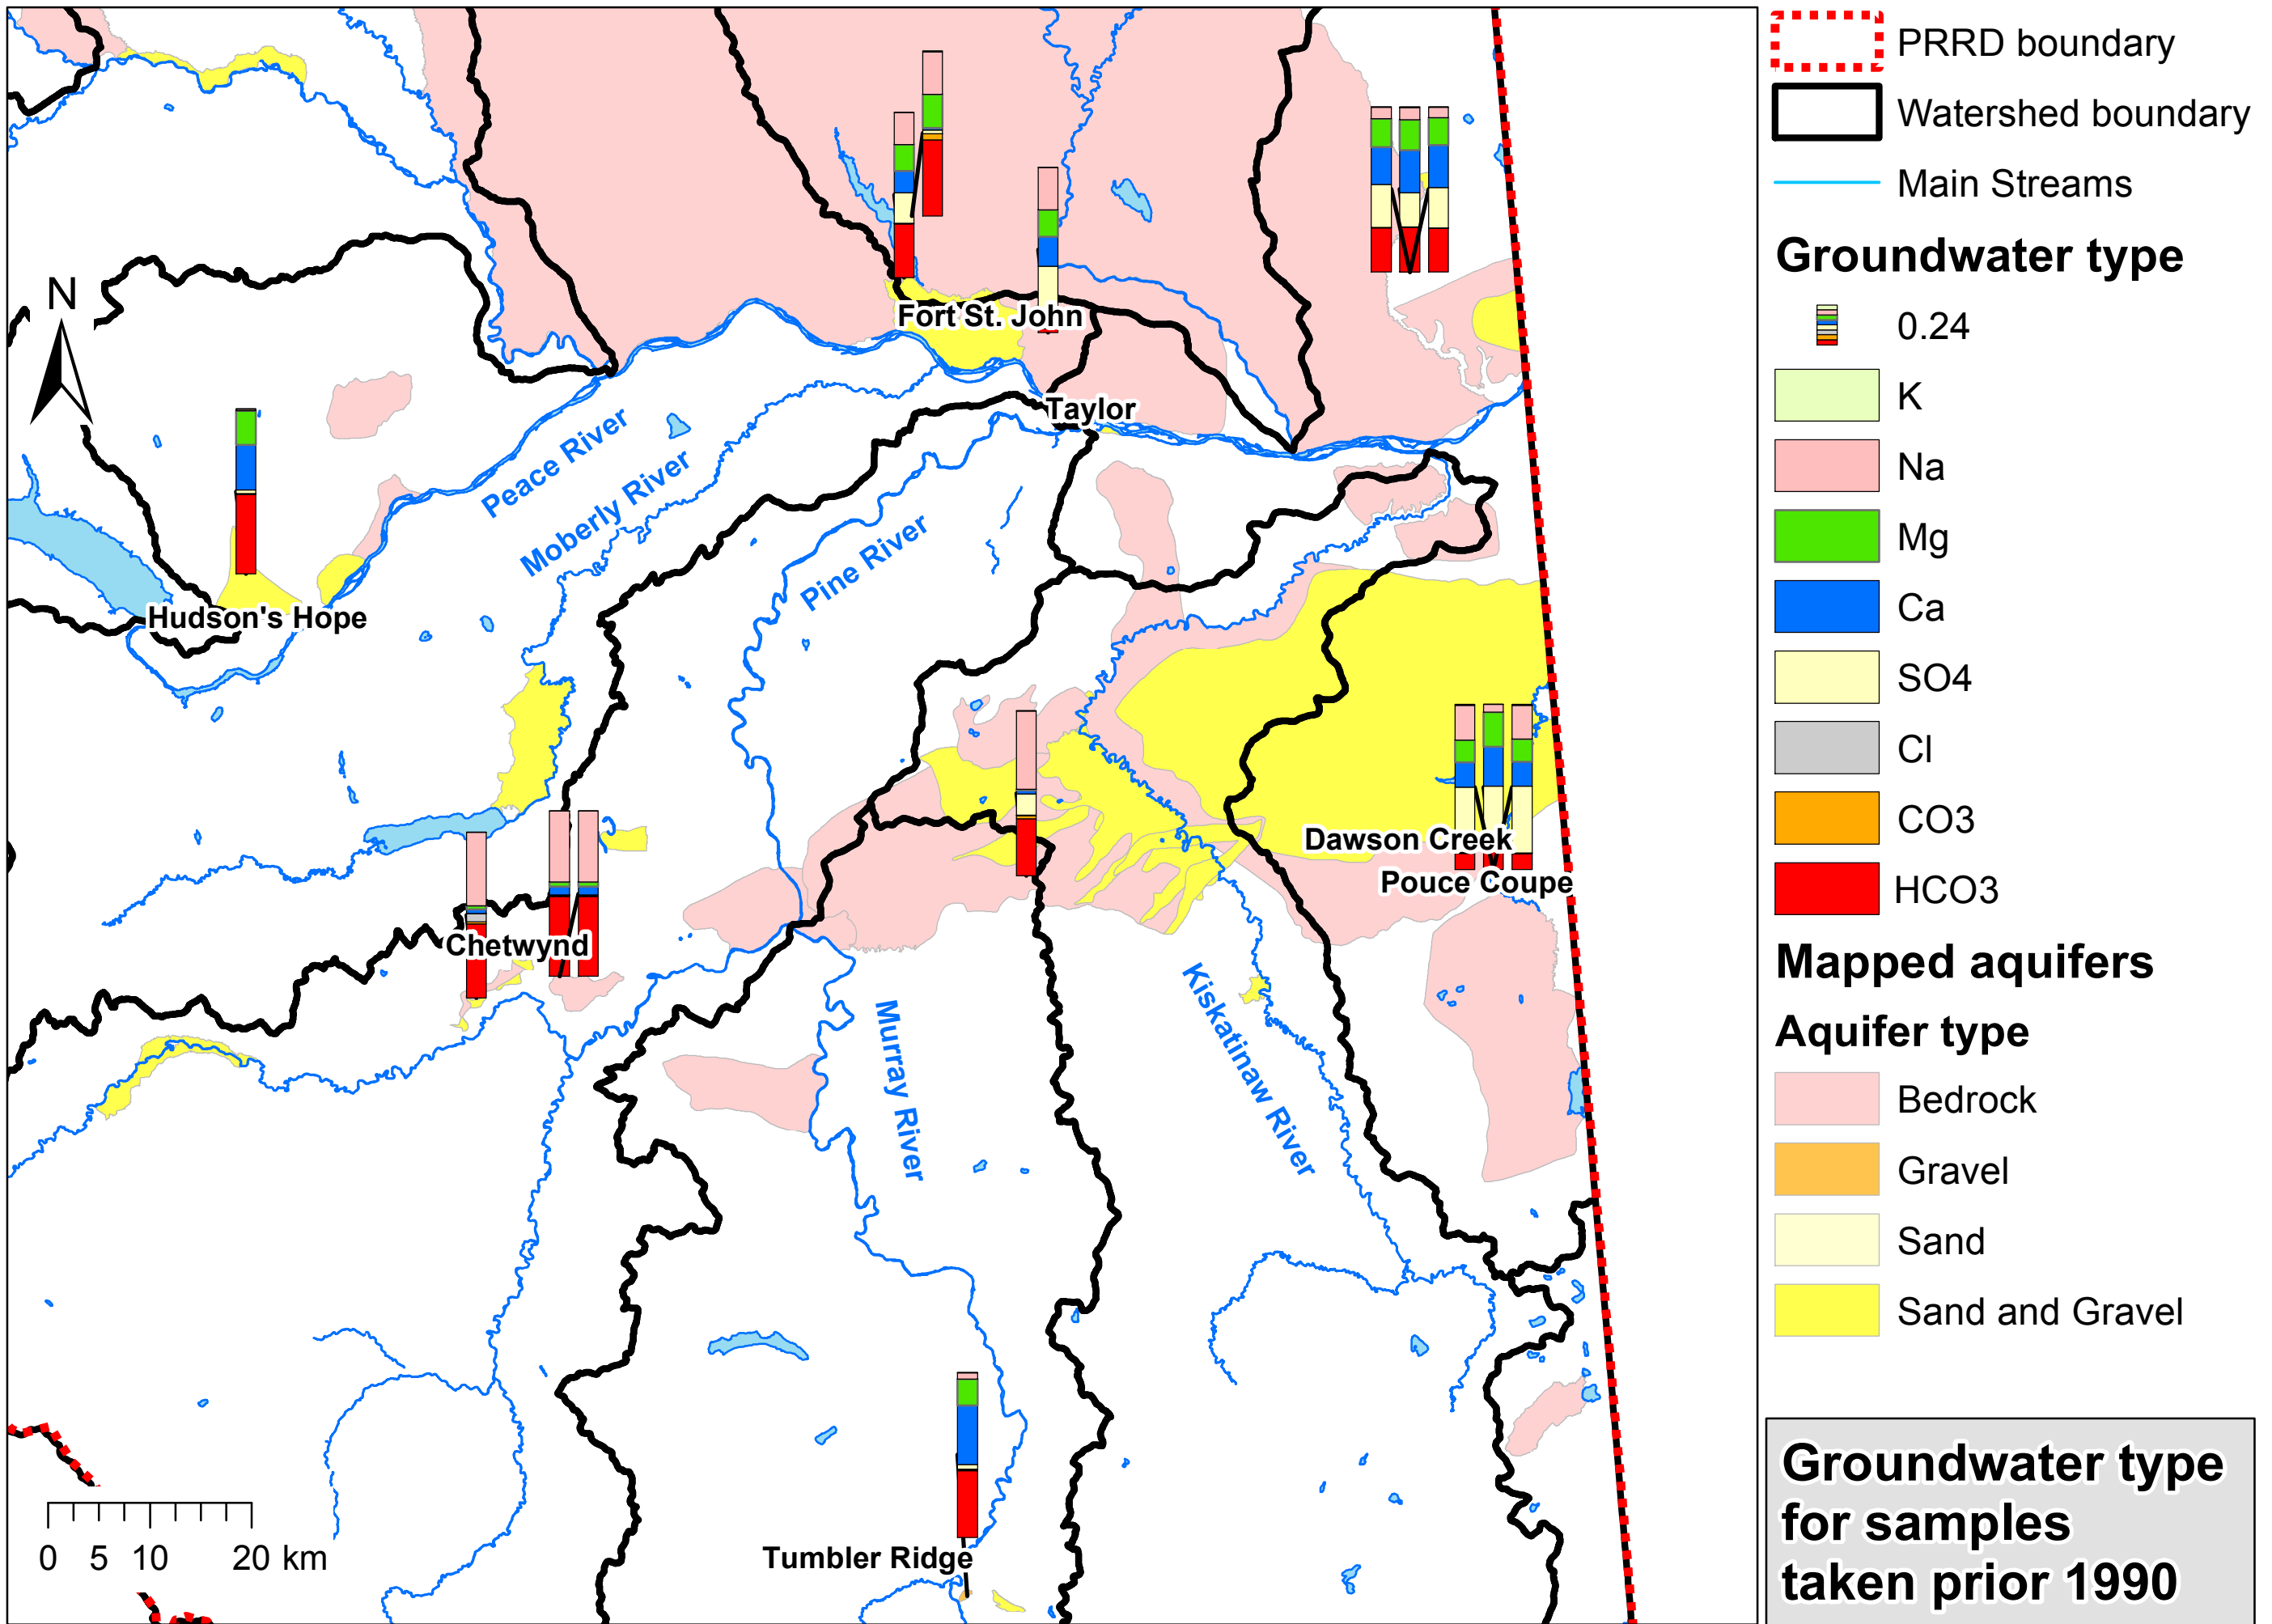 PRRD boundary
Watershed boundary
Main Streams
Groundwater type
0.24
K
Na
Mg
Ca
SO4
Cl
CO3
HCO3
Mapped aquifers
Aquifer type
Bedrock
Gravel
Sand
Sand and Gravel
Groundwater type
for samples
taken prior 1990
N
Fort St. John
Taylor
Peace River
Moberly River
Pine River
Hudson's Hope
Dawson Creek
Pouce Coupe
Chetwynd
Murray River
Kiskatinaw River
Tumbler Ridge
0 5 10 20 km